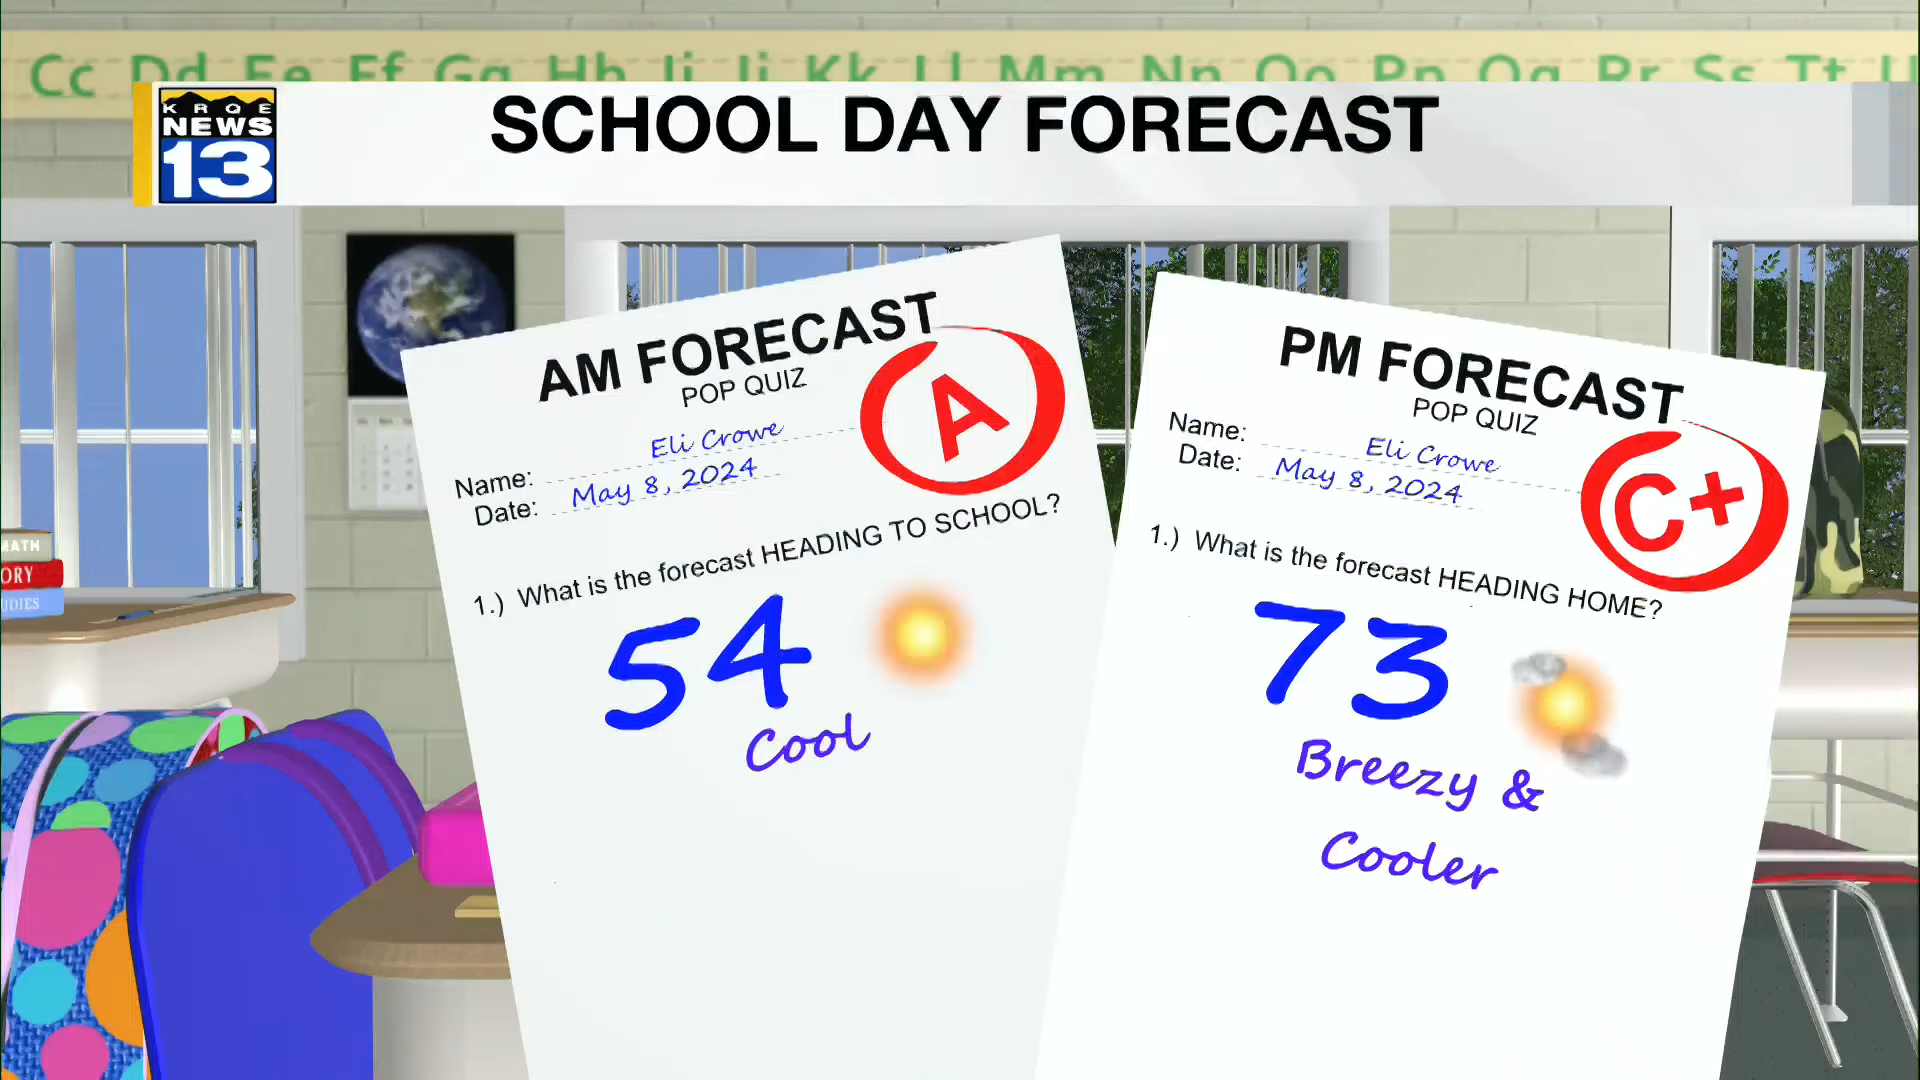 Cc Dd Ee Ff Gg Hh Ii Jj Kk Ll Mm Nn Oo Pp Qq Rr Ss Tt U
KRQE
NEWS
13
SCHOOL DAY FORECAST
AM FORECAST
POP QUIZ
A
Name: Eli Crowe
Date: May 8, 2024
1.) What is the forecast HEADING TO SCHOOL?
54
Cool
PM FORECAST
POP QUIZ
C+
Name: Eli Crowe
Date: May 8, 2024
1.) What is the forecast HEADING HOME?
73
Breezy &
Cooler
MATH
ORY
UDIES